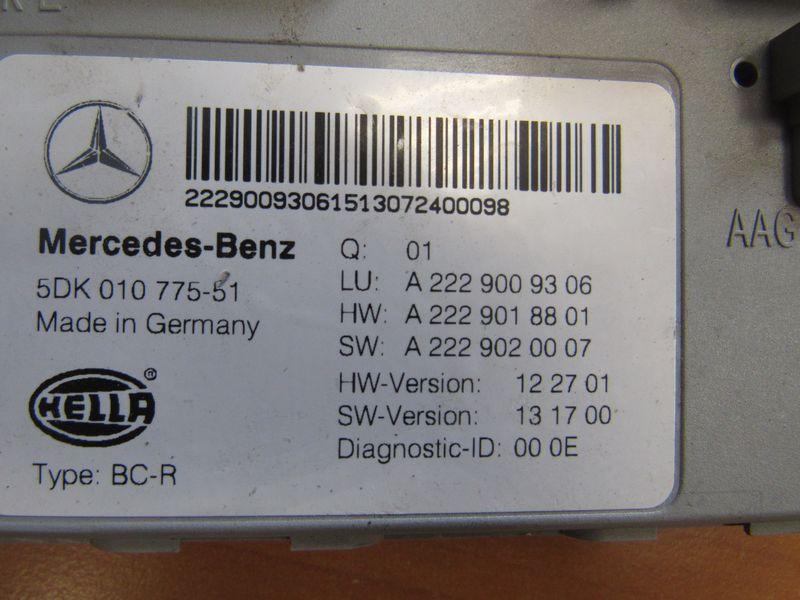 22290093061513072400098
Mercedes-Benz
5DK 010 775-51
Made in Germany
HELLA®
Type: BC-R
Q: 01
LU: A 222 900 93 06
HW: A 222 901 88 01
SW: A 222 902 00 07
HW-Version: 12 27 01
SW-Version: 13 17 00
Diagnostic-ID: 00 0E
AAG